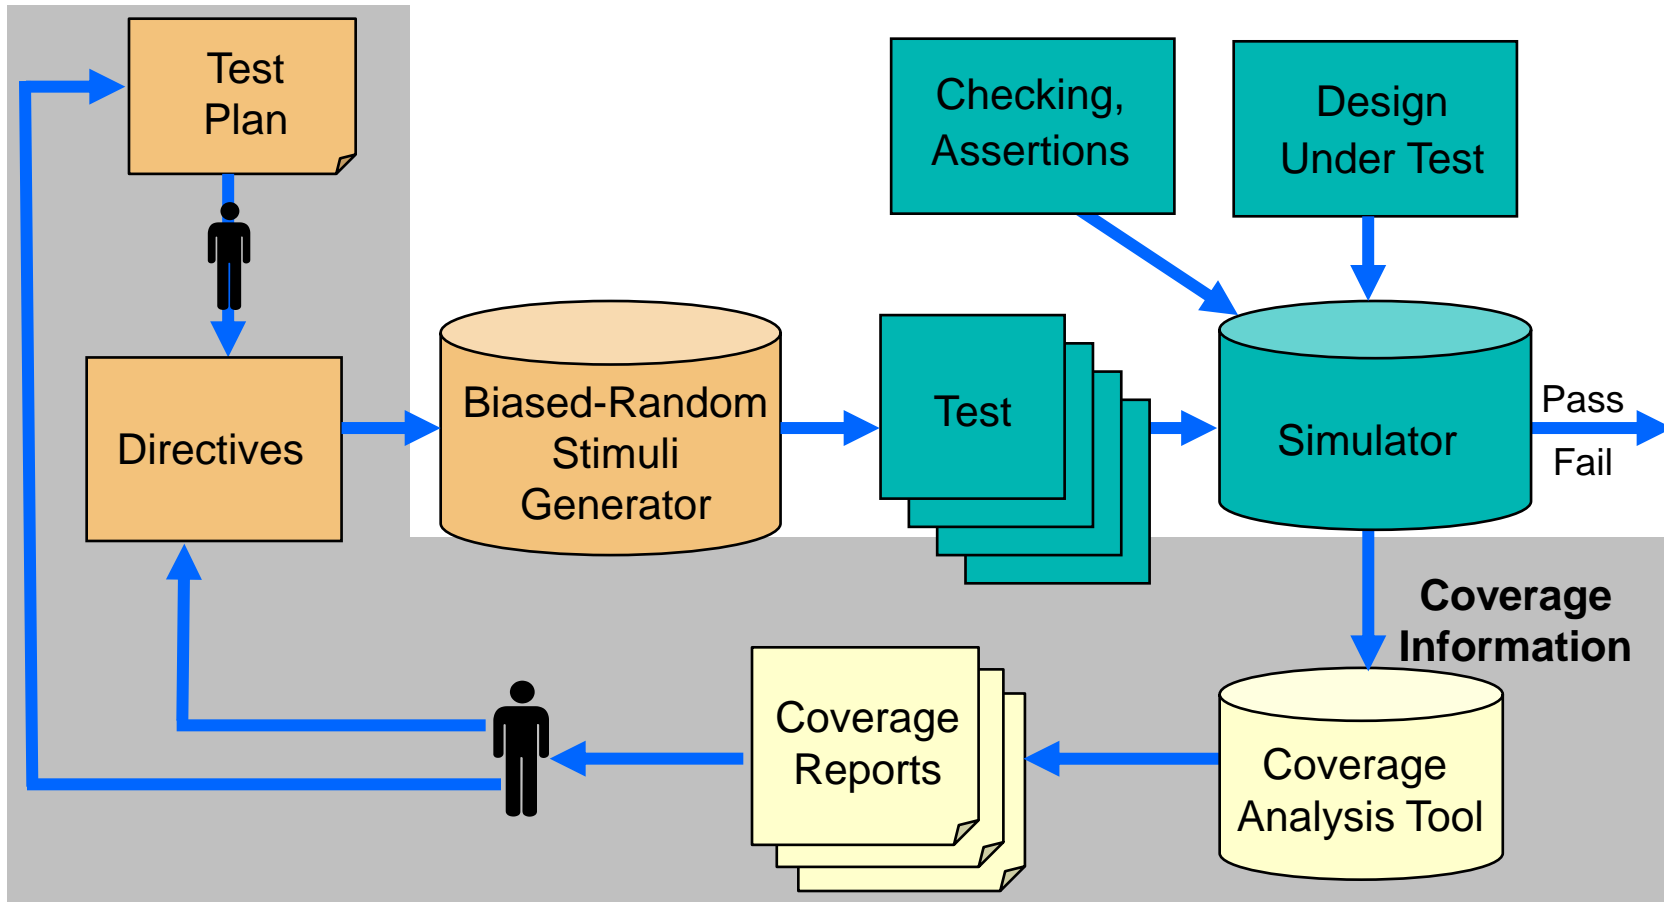 Test
Plan
Checking,
Assertions
Design
Under Test
Directives
Biased-Random
Stimuli
Generator
Test
Simulator
Pass
Fail
Coverage
Information
Coverage
Reports
Coverage
Analysis Tool